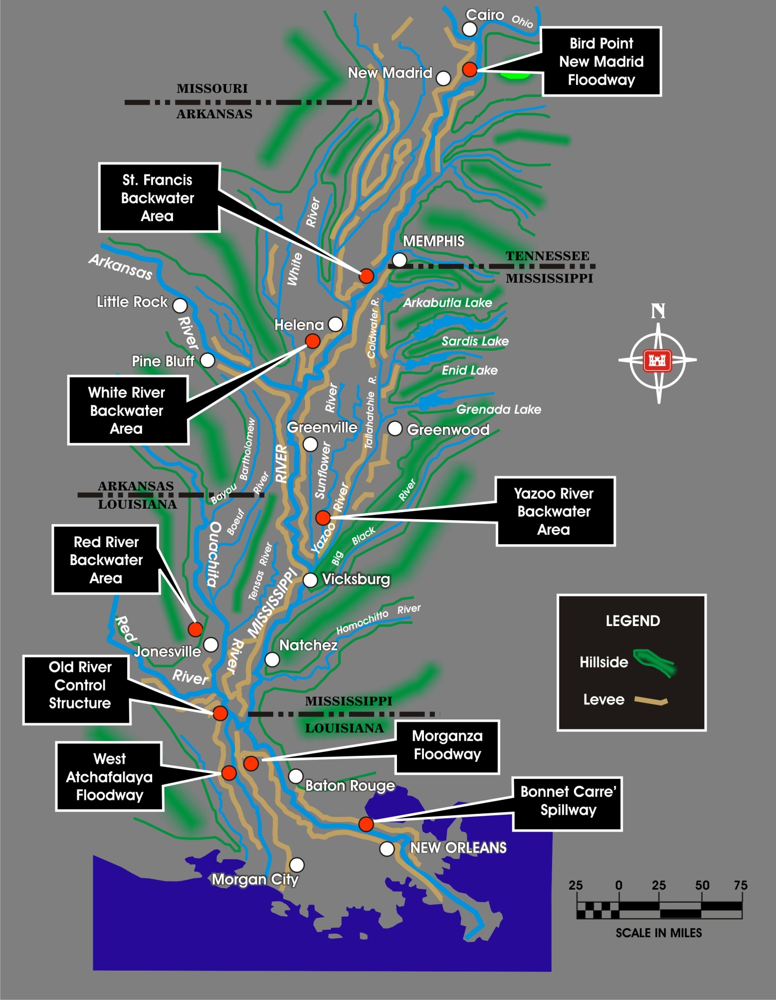 Cairo
Ohio
Bird Point
New Madrid
Floodway
New Madrid
MISSOURI
ARKANSAS
St. Francis
Backwater
Area
White River
MEMPHIS
TENNESSEE
MISSISSIPPI
Arkansas River
Little Rock
Arkabutla Lake
Coldwater R.
N
Helena
Sardis Lake
Pine Bluff
Enid Lake
White River
Backwater
Area
Tallahatchie R.
Grenada Lake
Greenville
Greenwood
Sunflower River
Bayou Bartholomew
MISSISSIPPI RIVER
Boeuf River
Yazoo River
Big Black River
ARKANSAS
LOUISIANA
Yazoo River
Backwater
Area
Red River
Backwater
Area
Ouachita River
Tensas River
Vicksburg
Homochitto River
LEGEND
Hillside
Levee
Red River
Jonesville
Natchez
Old River
Control
Structure
MISSISSIPPI
LOUISIANA
Morganza
Floodway
West
Atchafalaya
Floodway
Baton Rouge
Bonnet Carre'
Spillway
NEW ORLEANS
Morgan City
25 0 25 50 75
SCALE IN MILES